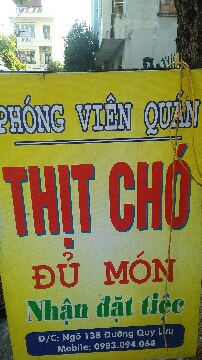 PHÓNG VIÊN QUÁN
THỊT CHÓ
ĐỦ MÓN
Nhận đặt tiệc
Đ/C: Ngõ 138 Đường Quy Lưu
Mobile: 0983.094.068